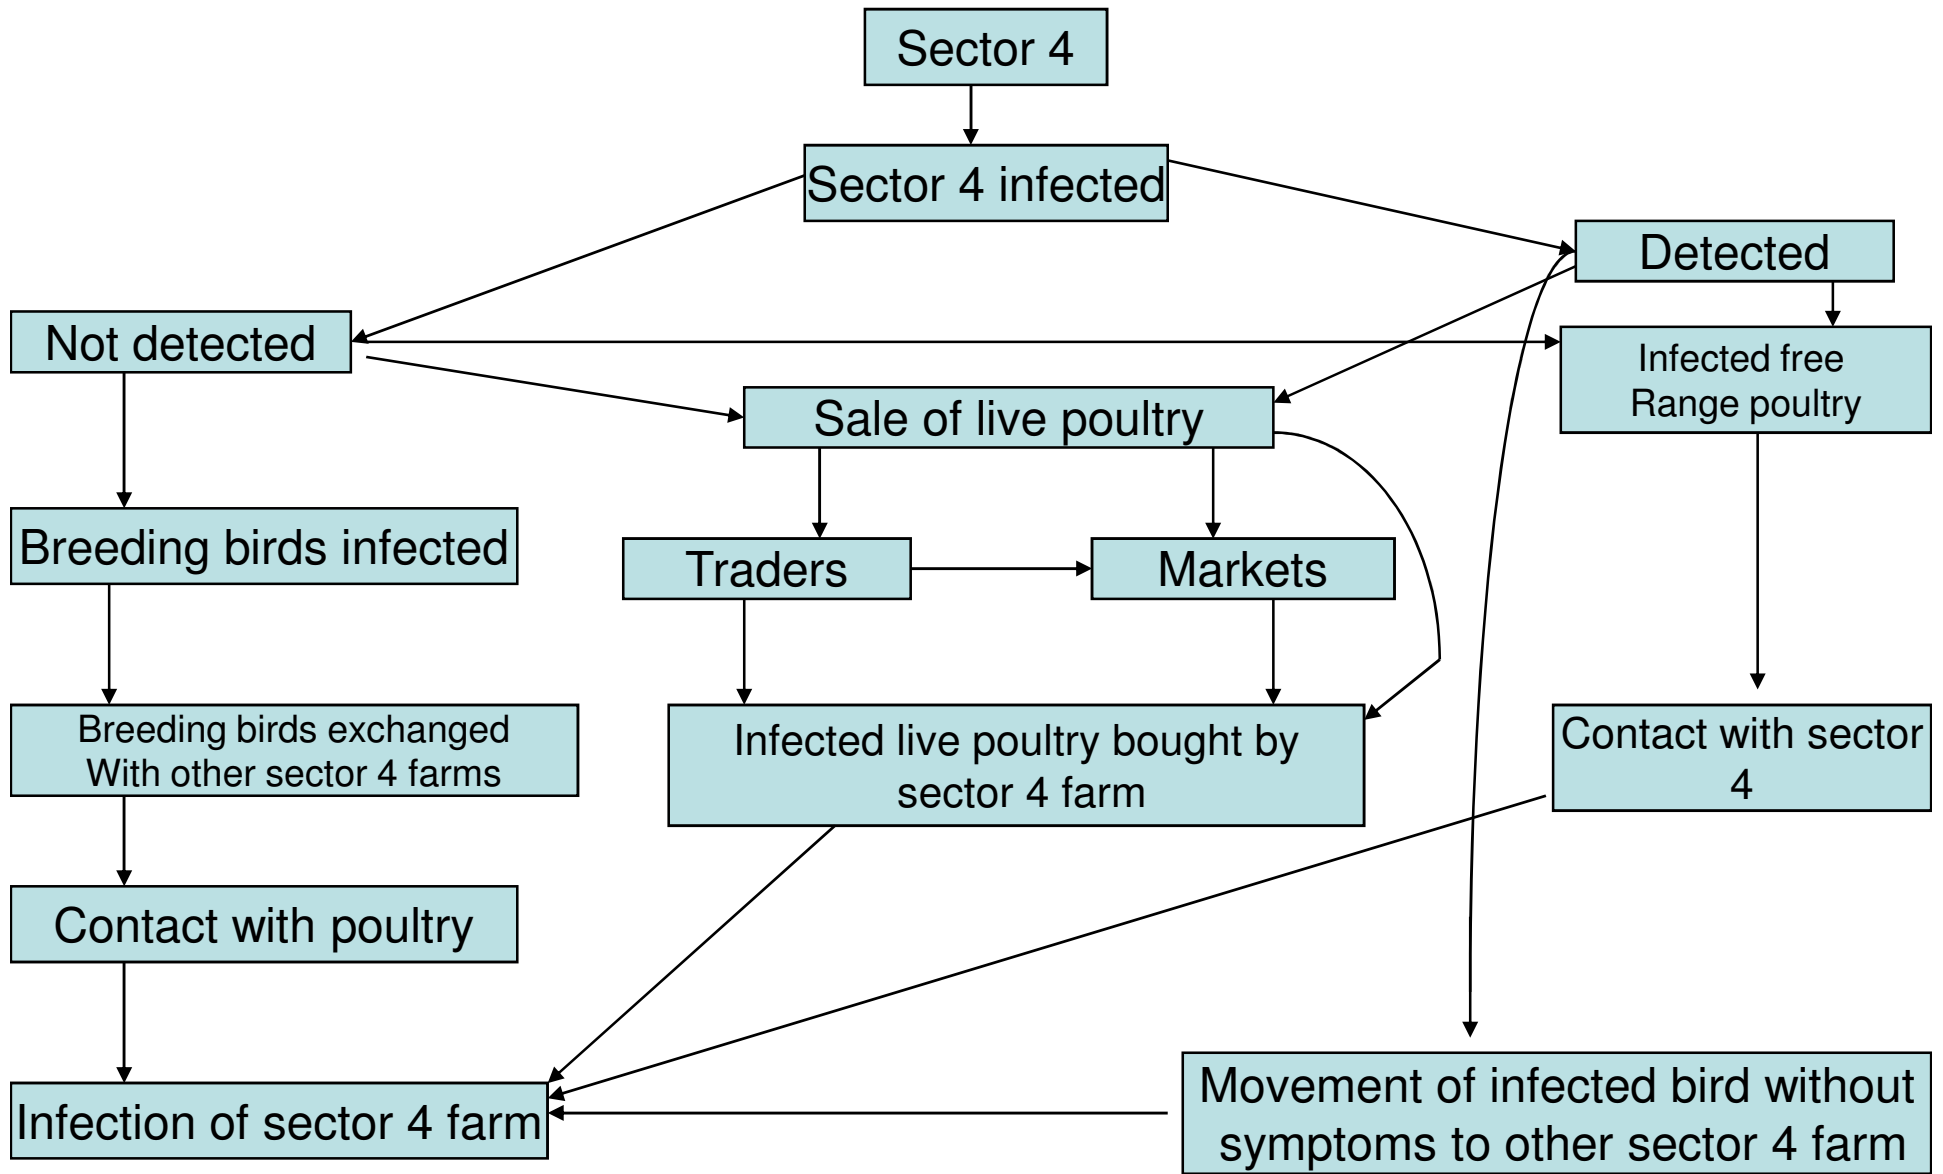 Sector 4
Sector 4 infected
Detected
Not detected
Infected free
Range poultry
Sale of live poultry
Breeding birds infected
Traders
Markets
Breeding birds exchanged
With other sector 4 farms
Infected live poultry bought by
sector 4 farm
Contact with sector
4
Contact with poultry
Infection of sector 4 farm
Movement of infected bird without
symptoms to other sector 4 farm